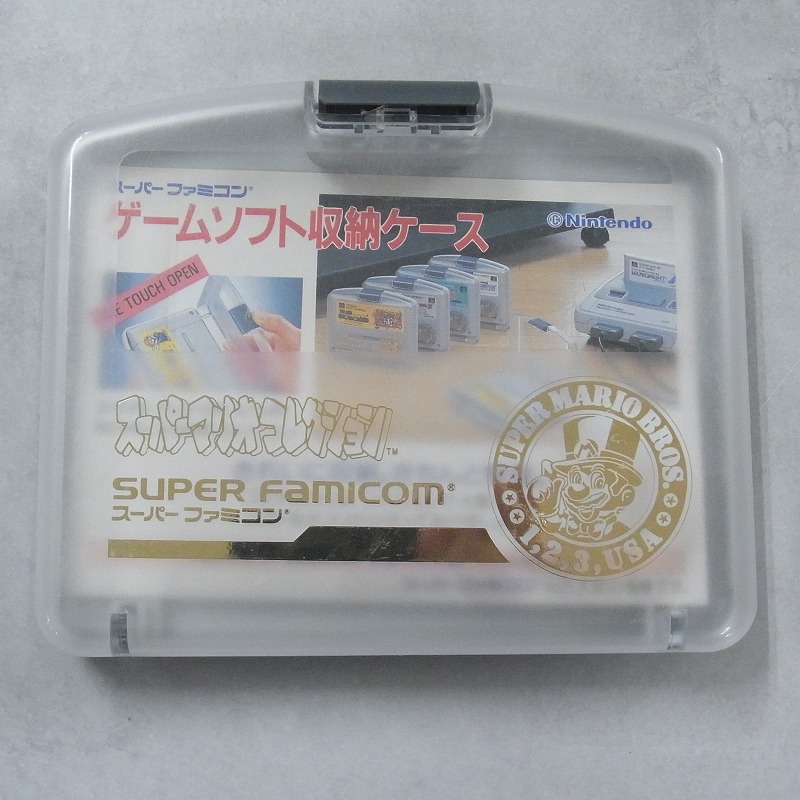 スーパー ファミコン®
ゲームソフト収納ケース
© Nintendo
E TOUCH OPEN
スーパーマリオコレクション™
SUPER FAMICOM®
スーパー ファミコン®
SUPER MARIO BROS.
1, 2, 3, USA